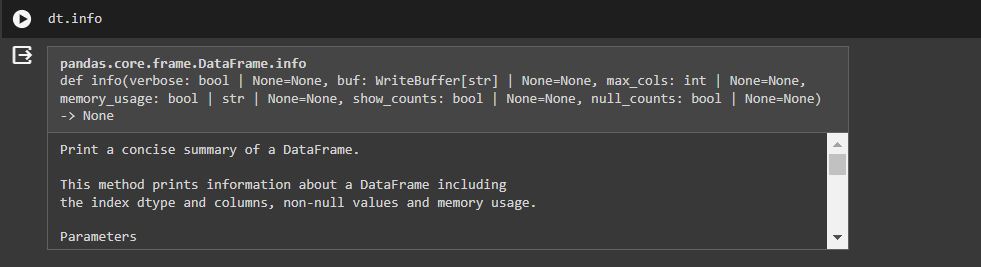 dt.info
pandas.core.frame.DataFrame.info
def info(verbose: bool | None=None, buf: WriteBuffer[str] | None=None, max_cols: int | None=None,
memory_usage: bool | str | None=None, show_counts: bool | None=None, null_counts: bool | None=None)
-> None
Print a concise summary of a DataFrame.
This method prints information about a DataFrame including
the index dtype and columns, non-null values and memory usage.
Parameters